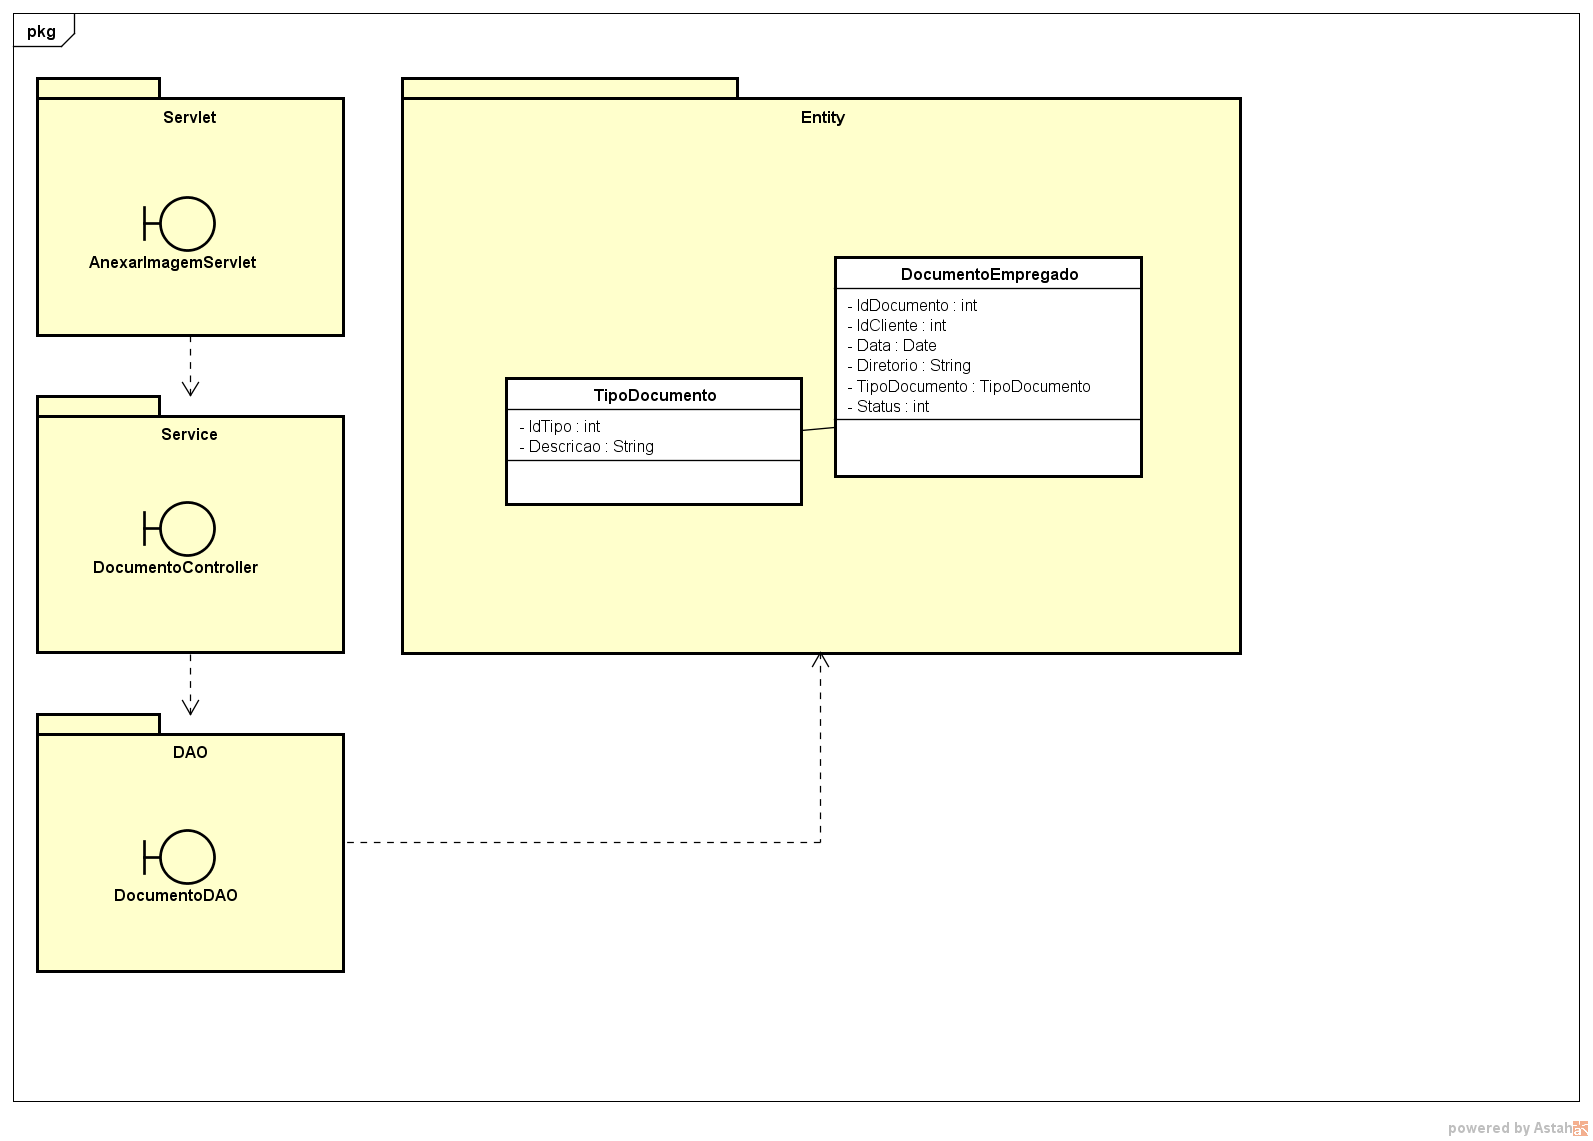 pkg
Servlet
AnexarImagemServlet
Service
DocumentoController
DAO
DocumentoDAO
Entity
TipoDocumento
- IdTipo : int
- Descricao : String
DocumentoEmpregado
- IdDocumento : int
- IdCliente : int
- Data : Date
- Diretorio : String
- TipoDocumento : TipoDocumento
- Status : int
powered by Astah